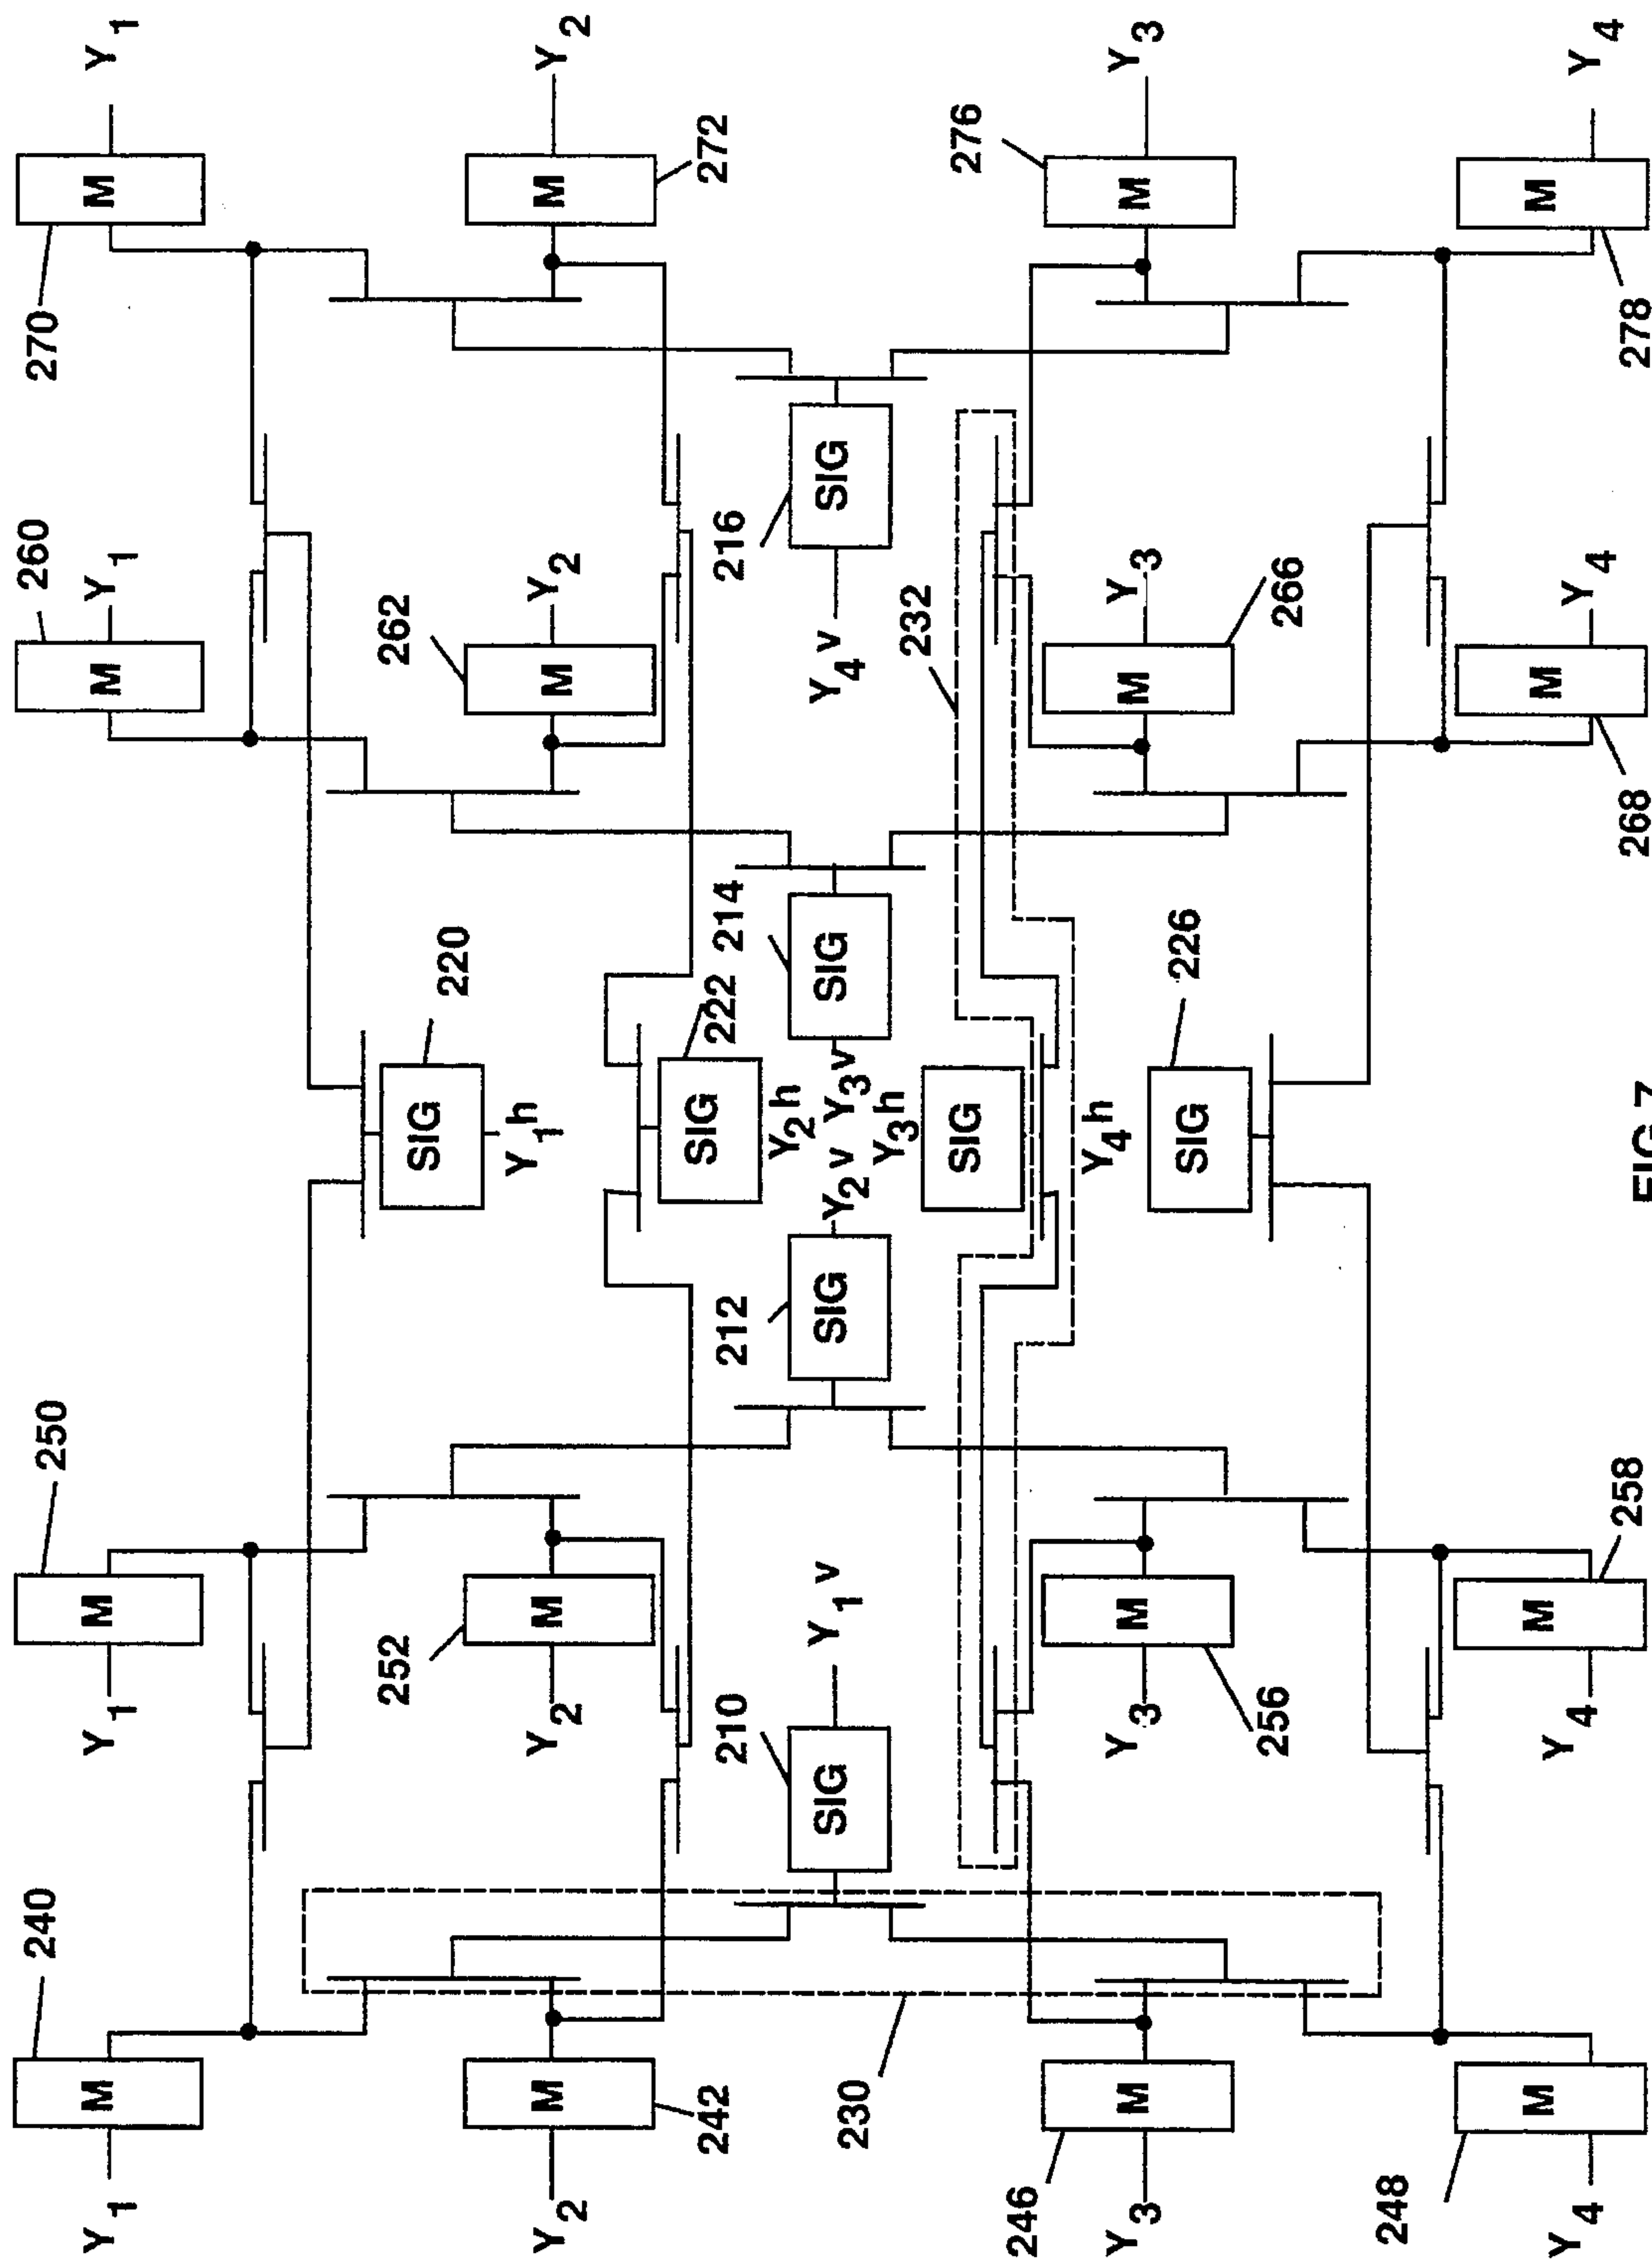 240
250
260
270
Y1 M
Y1 M
M Y1
M Y1
252
262
220
SIG
Y1h
Y2 M
Y2 M
M Y2
M Y2
242
222
SIG
272
Y2h
210
212
214
216
SIG Y1v
SIG Y2v
Y3v SIG
Y4v SIG
230
Y3h
232
SIG
276
246
Y4h
Y3 M
Y3 M
M Y3
M Y3
226
SIG
256
266
248
Y4 M
Y4 M
M Y4
M Y4
258
268
278
FIG 7